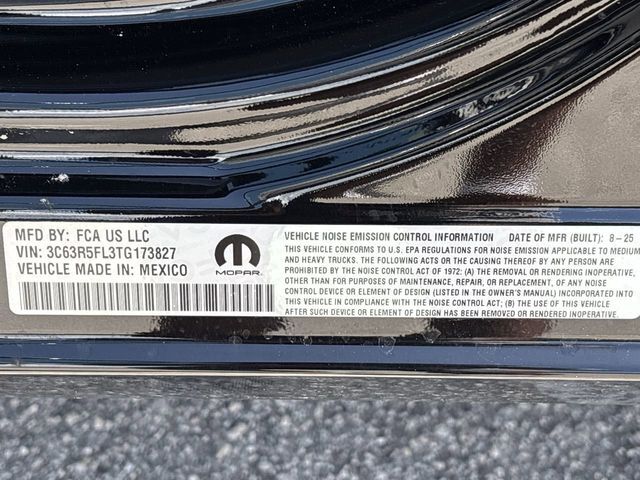 MFD BY: FCA US LLC
VIN: 3C63R5FL3TG173827
VEHICLE MADE IN: MEXICO
MOPAR
VEHICLE NOISE EMISSION CONTROL INFORMATION DATE OF MFR (BUILT): 8-25
THIS VEHICLE CONFORMS TO U.S. EPA REGULATIONS FOR NOISE EMISSION APPLICABLE TO MEDIUM
AND HEAVY TRUCKS. THE FOLLOWING ACTS OR THE CAUSING THEREOF BY ANY PERSON ARE
PROHIBITED BY THE NOISE CONTROL ACT OF 1972: (A) THE REMOVAL OR RENDERING INOPERATIVE,
OTHER THAN FOR PURPOSES OF MAINTENANCE, REPAIR, OR REPLACEMENT, OF ANY NOISE
CONTROL DEVICE OR ELEMENT OF DESIGN (LISTED IN THE OWNER'S MANUAL) INCORPORATED INTO
THIS VEHICLE IN COMPLIANCE WITH THE NOISE CONTROL ACT; (B) THE USE OF THIS VEHICLE
AFTER SUCH DEVICE OR ELEMENT OF DESIGN HAS BEEN REMOVED OR RENDERED INOPERATIVE.